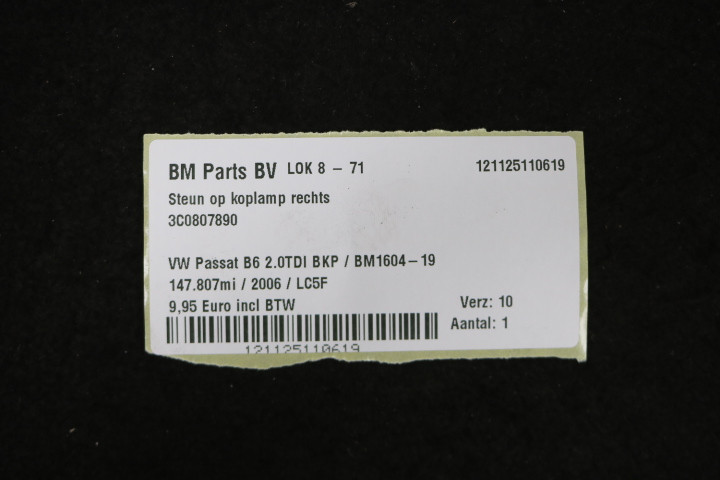 BM Parts BV LOK 8 - 71 121125110619
Steun op koplamp rechts
3C0807890
VW Passat B6 2.0TDI BKP / BM1604-19
147.807mi / 2006 / LC5F
9,95 Euro incl BTW Verz: 10
Aantal: 1
121125110619